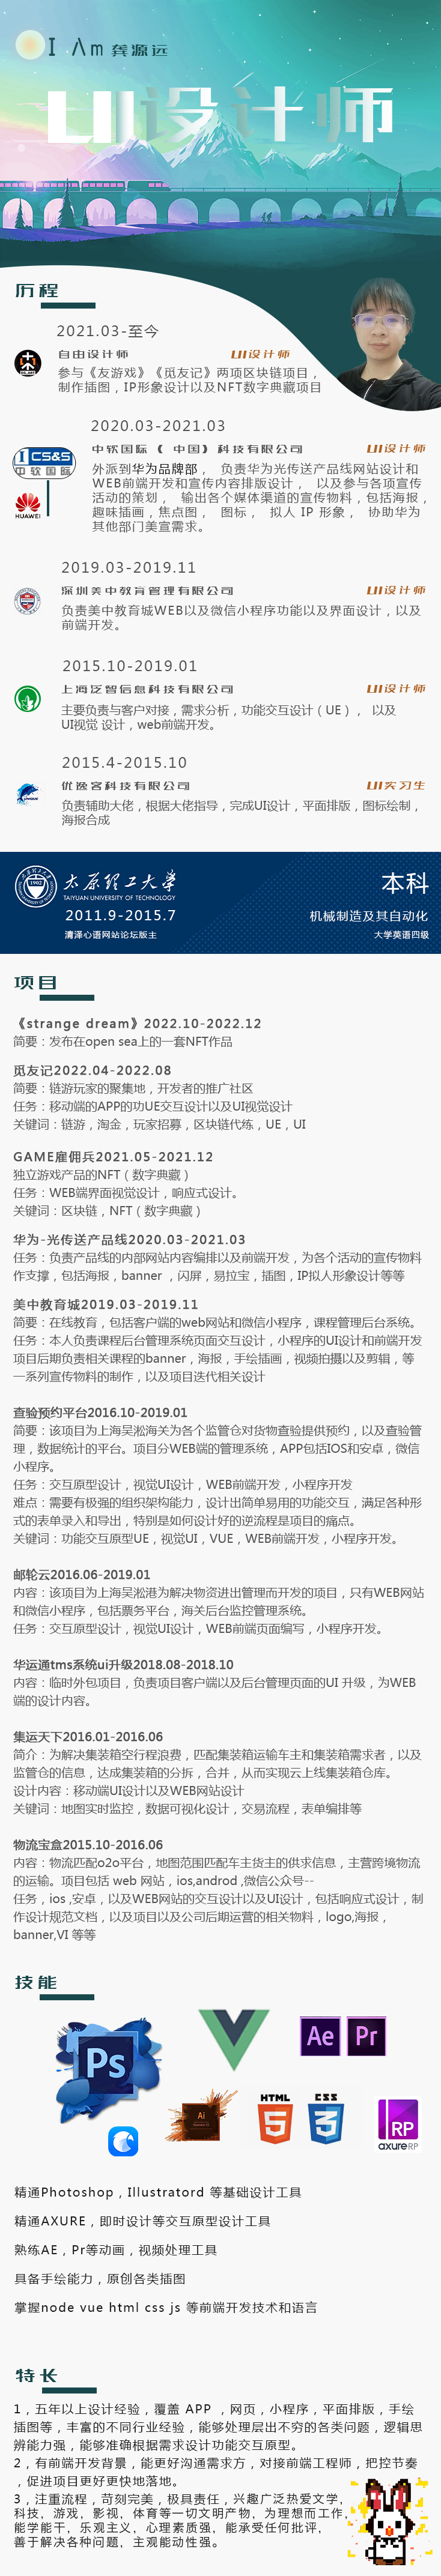 I Am 龚源远
UI设计师
历程
2021.03-至今
自由设计师 UI设计师
参与《友游戏》《觅友记》两项区块链项目，
制作插图，IP形象设计以及NFT数字典藏项目
2020.03-2021.03
中软国际（ 中国）科技有限公司 UI设计师
CS&S
中软国际
HUAWEI
外派到华为品牌部， 负责华为光传送产品线网站设计和
WEB前端开发和宣传内容排版设计， 以及参与各项宣传
活动的策划， 输出各个媒体渠道的宣传物料，包括海报，
趣味插画，焦点图， 图标， 拟人 IP 形象， 协助华为
其他部门美宣需求。
2019.03-2019.11
深圳美中教育管理有限公司 UI设计师
负责美中教育城WEB以及微信小程序功能以及界面设计，以及
前端开发。
2015.10-2019.01
上海泛智信息科技有限公司 UI设计师
主要负责与客户对接，需求分析，功能交互设计（UE）， 以及
UI视觉 设计，web前端开发。
2015.4-2015.10
优逸客科技有限公司 UI实习生
负责辅助大佬，根据大佬指导，完成UI设计，平面排版，图标绘制，
海报合成
1902
太原理工大学
TAIYUAN UNIVERSITY OF TECHNOLOGY
本科
2011.9-2015.7
机械制造及其自动化
清泽心语网站论坛版主
大学英语四级
项目
《strange dream》2022.10-2022.12
简要：发布在open sea上的一套NFT作品
觅友记2022.04-2022.08
简要：链游玩家的聚集地，开发者的推广社区
任务：移动端的APP的功UE交互设计以及UI视觉设计
关键词：链游，淘金，玩家招募，区块链代练，UE，UI
GAME雇佣兵2021.05-2021.12
独立游戏产品的NFT（数字典藏）
任务：WEB端界面视觉设计，响应式设计。
关键词：区块链，NFT（数字典藏）
华为-光传送产品线2020.03-2021.03
任务：负责产品线的内部网站内容编排以及前端开发，为各个活动的宣传物料
作支撑，包括海报，banner ，闪屏，易拉宝，插图，IP拟人形象设计等等
美中教育城2019.03-2019.11
简要：在线教育，包括客户端的web网站和微信小程序，课程管理后台系统。
任务：本人负责课程后台管理系统页面交互设计，小程序的UI设计和前端开发
项目后期负责相关课程的banner，海报，手绘插画，视频拍摄以及剪辑，等
一系列宣传物料的制作，以及项目迭代相关设计
查验预约平台2016.10-2019.01
简要：该项目为上海吴淞海关为各个监管仓对货物查验提供预约，以及查验管
理，数据统计的平台。项目分WEB端的管理系统，APP包括IOS和安卓，微信
小程序。
任务：交互原型设计，视觉UI设计，WEB前端开发，小程序开发
难点：需要有极强的组织架构能力，设计出简单易用的功能交互，满足各种形
式的表单录入和导出，特别是如何设计好的逆流程是项目的痛点。
关键词：功能交互原型UE，视觉UI，VUE，WEB前端开发，小程序开发。
邮轮云2016.06-2019.01
内容：该项目为上海吴淞港为解决物资进出管理而开发的项目，只有WEB网站
和微信小程序，包括票务平台，海关后台监控管理系统。
任务：交互原型设计，视觉UI设计，WEB前端页面编写，小程序开发。
华运通tms系统ui升级2018.08-2018.10
内容：临时外包项目，负责项目客户端以及后台管理页面的UI 升级，为WEB
端的设计内容。
集运天下2016.01-2016.06
简介：为解决集装箱空行程浪费，匹配集装箱运输车主和集装箱需求者，以及
监管仓的信息，达成集装箱的分拆，合并，从而实现云上线集装箱仓库。
设计内容：移动端UI设计以及WEB网站设计
关键词：地图实时监控，数据可视化设计，交易流程，表单编排等
物流宝盒2015.10-2016.06
内容：物流匹配o2o平台，地图范围匹配车主货主的供求信息，主营跨境物流
的运输。项目包括 web 网站，ios,androd ,微信公众号--
任务，ios ,安卓，以及WEB网站的交互设计以及UI设计，包括响应式设计，制
作设计规范文档，以及项目以及公司后期运营的相关物料，logo,海报，
banner,VI 等等
技能
Ps
Ae
Pr
Ai
HTML
5
CSS
3
RP
axure RP
精通Photoshop，Illustratord 等基础设计工具
精通AXURE，即时设计等交互原型设计工具
熟练AE，Pr等动画，视频处理工具
具备手绘能力，原创各类插图
掌握node vue html css js 等前端开发技术和语言
特长
1，五年以上设计经验，覆盖 APP ，网页，小程序，平面排版，手绘
插图等，丰富的不同行业经验，能够处理层出不穷的各类问题，逻辑思
辨能力强，能够准确根据需求设计功能交互原型。
2，有前端开发背景，能更好沟通需求方，对接前端工程师，把控节奏
，促进项目更好更快地落地。
3，注重流程，苛刻完美，极具责任，兴趣广泛热爱文学，
科技，游戏，影视，体育等一切文明产物，为理想而工作，
能学能干，乐观主义，心理素质强，能承受任何批评，
善于解决各种问题，主观能动性强。